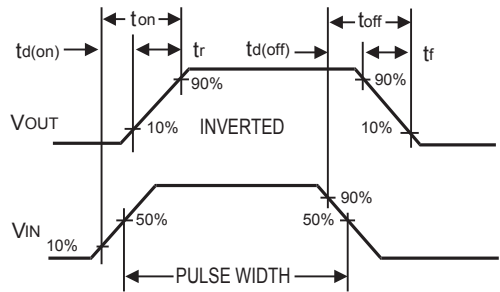 ton toff
td(on) tr td(off) tf
90% 90%
VOUT 10% INVERTED 10%
90%
50% 50%
VIN
10%
PULSE WIDTH